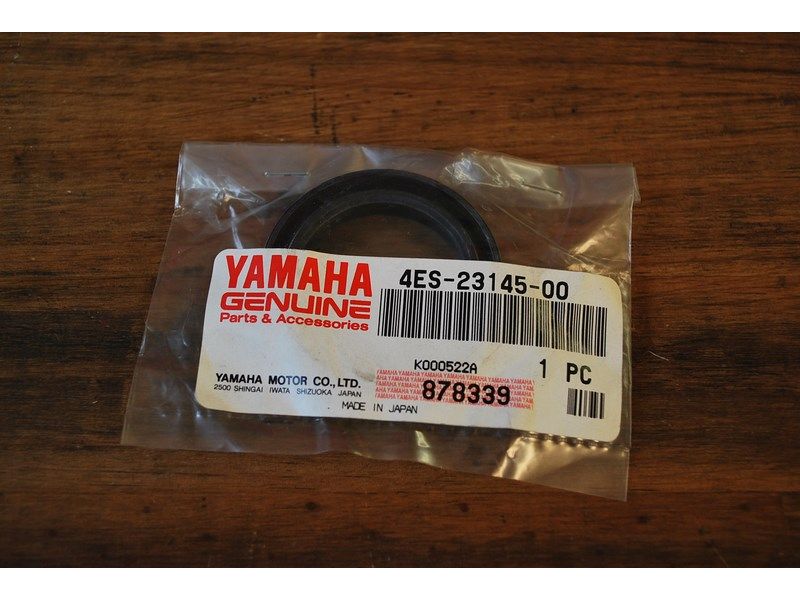 YAMAHA
GENUINE
Parts & Accessories
4ES-23145-00
K000522A
1 PC
YAMAHA MOTOR CO., LTD.
2500 SHINGAI IWATA SHIZUOKA JAPAN
878339
MADE IN JAPAN